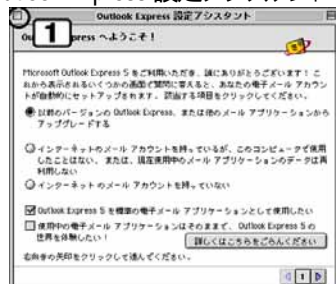 Outlook Express 設定アシスタント
Outlook Express 設定アシスタント
1
Ou press へようこそ!
Microsoft Outlook Express 5 をご利用いただき、誠にありがとうございます! こ
れから表示されるいくつかの画面で質問に答えると、あなたの電子メール アカウン
トが自動的にセットアップされます。該当する項目をクリックしてください。
以前のバージョンの Outlook Express、または他のメール アプリケーションから
アップグレードする
インターネットのメール アカウントを持っているが、このコンピュータで使用
したことはない、または、現在使用中のメール アプリケーションのデータは再
利用しない
インターネットのメール アカウントを持っていない
Outlook Express 5 を標準の電子メール アプリケーションとして使用したい
使用中の電子メール アプリケーションはそのままで、Outlook Express 5 の
世界を体験したい!
詳しくはこちらをごらんください
右向きの矢印をクリックして進んでください。
1